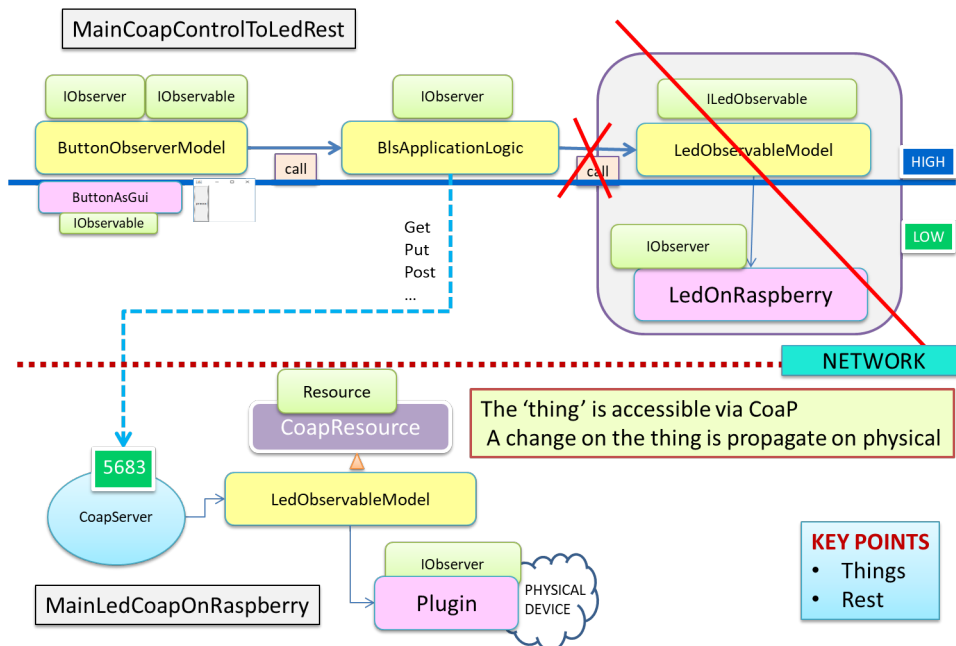 MainCoapControlToLedRest
IObserver
IObservable
IObserver
ILedObservable
ButtonObserverModel
BlsApplicationLogic
LedObservableModel
call
call
HIGH
ButtonAsGui
IObservable
LOW
Get
Put
Post
...
IObserver
LedOnRaspberry
NETWORK
Resource
CoapResource
The ‘thing’ is accessible via CoaP
A change on the thing is propagate on physical
5683
CoapServer
LedObservableModel
IObserver
Plugin
PHYSICAL
DEVICE
MainLedCoapOnRaspberry
KEY POINTS
• Things
• Rest